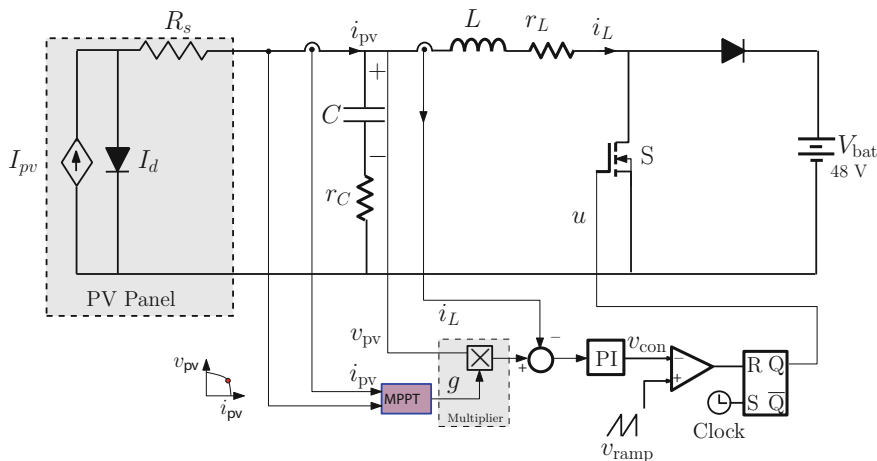 R_s
i_pv
L
r_L
i_L
+
C
−
r_C
I_pv
I_d
PV Panel
S
V_bat
48 V
u
i_L
v_pv
−
+
PI
v_con
−
+
R Q
S Q̅
Clock
v_ramp
i_pv
MPPT
g
Multiplier
v_pv
i_pv